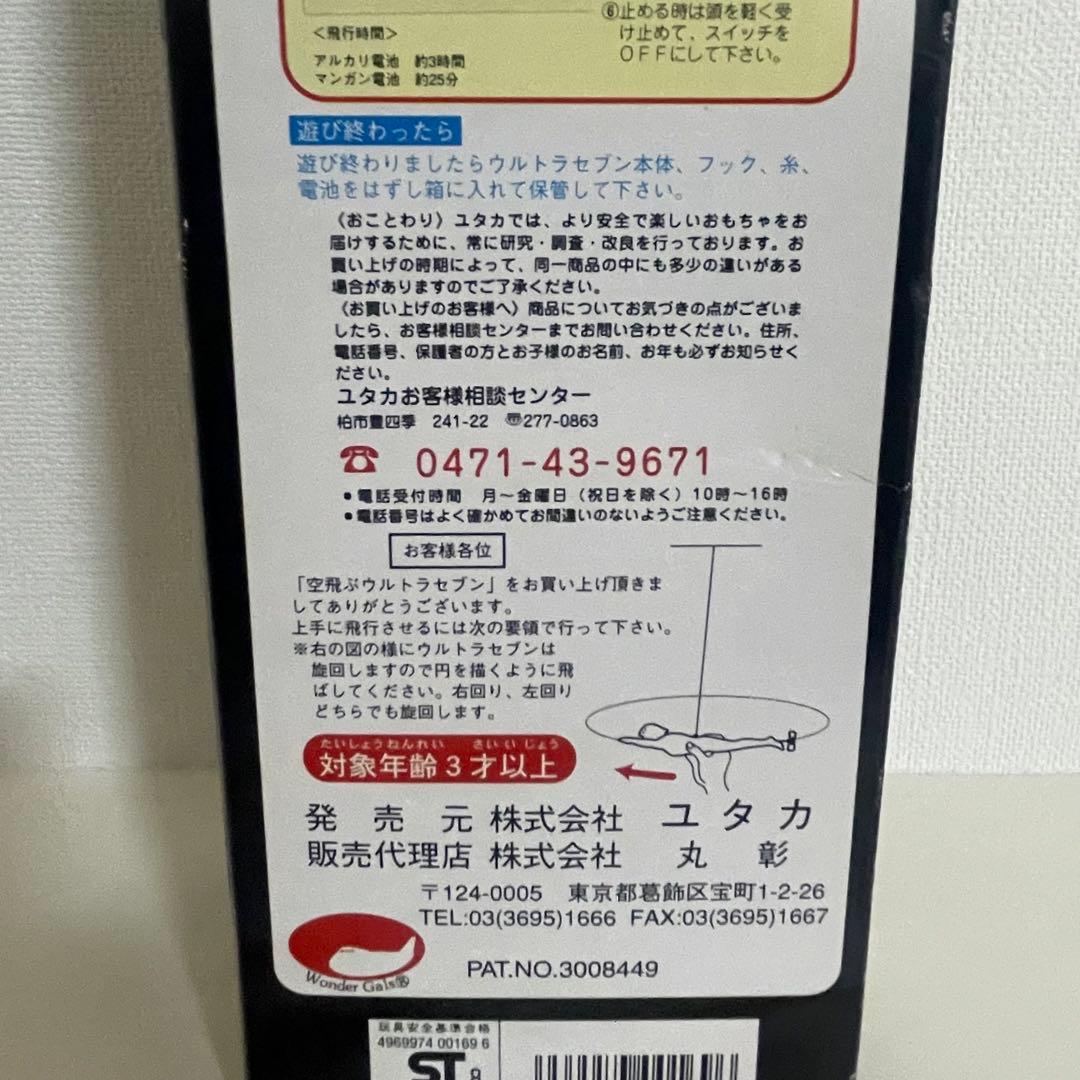 ⑥止める時は頭を軽く受
け止めて、スイッチを
OFFにして下さい。
＜飛行時間＞
アルカリ電池　約3時間
マンガン電池　約25分
遊び終わったら
遊び終わりましたらウルトラセブン本体、フック、糸、
電池をはずし箱に入れて保管して下さい。
〈おことわり〉ユタカでは、より安全で楽しいおもちゃをお
届けするために、常に研究・調査・改良を行っております。お
買い上げの時期によって、同一商品の中にも多少の違いがある
場合がありますのでご了承ください。
〈お買い上げのお客様へ〉商品についてお気づきの点がございま
したら、お客様相談センターまでお問い合わせください。住所、
電話番号、保護者の方とお子様のお名前、お年も必ずお知らせく
ださい。
ユタカお客様相談センター
柏市豊四季　241-22　〠277-0863
☎ 0471-43-9671
●電話受付時間　月～金曜日（祝日を除く）10時～16時
●電話番号はよく確かめてお間違いのないようご注意ください。
お客様各位
「空飛ぶウルトラセブン」をお買い上げ頂きま
してありがとうございます。
上手に飛行させるには次の要領で行って下さい。
※右の図の様にウルトラセブンは
旋回しますので円を描くように飛
ばしてください。右回り、左回り
どちらでも旋回します。
たいしょうねんれい　さいいじょう
対象年齢３才以上
発売元 株式会社　ユタカ
販売代理店 株式会社　丸彰
〒124-0005　東京都葛飾区宝町1-2-26
TEL:03(3695)1666 FAX:03(3695)1667
Wonder Gals®
PAT.NO.3008449
玩具安全基準合格
4969974 00169 6
ST